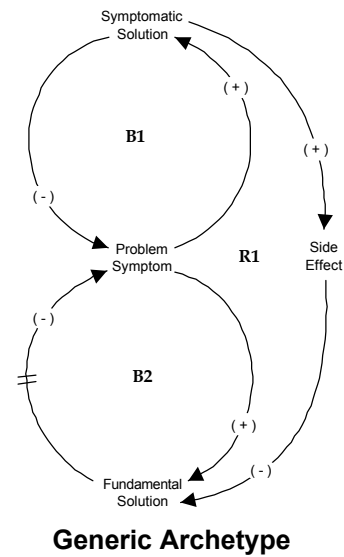 Symptomatic
Solution
( + )
B1
( + )
( - )
Problem
Symptom
R1
Side
Effect
( - )
B2
( + )
( - )
Fundamental
Solution
Generic Archetype